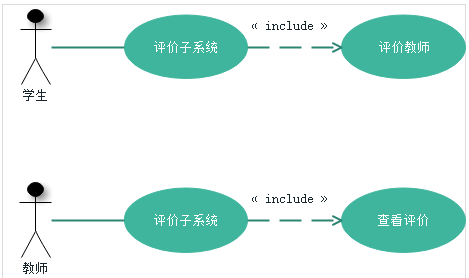 « include »
评价子系统
评价教师
学生
« include »
评价子系统
查看评价
教师